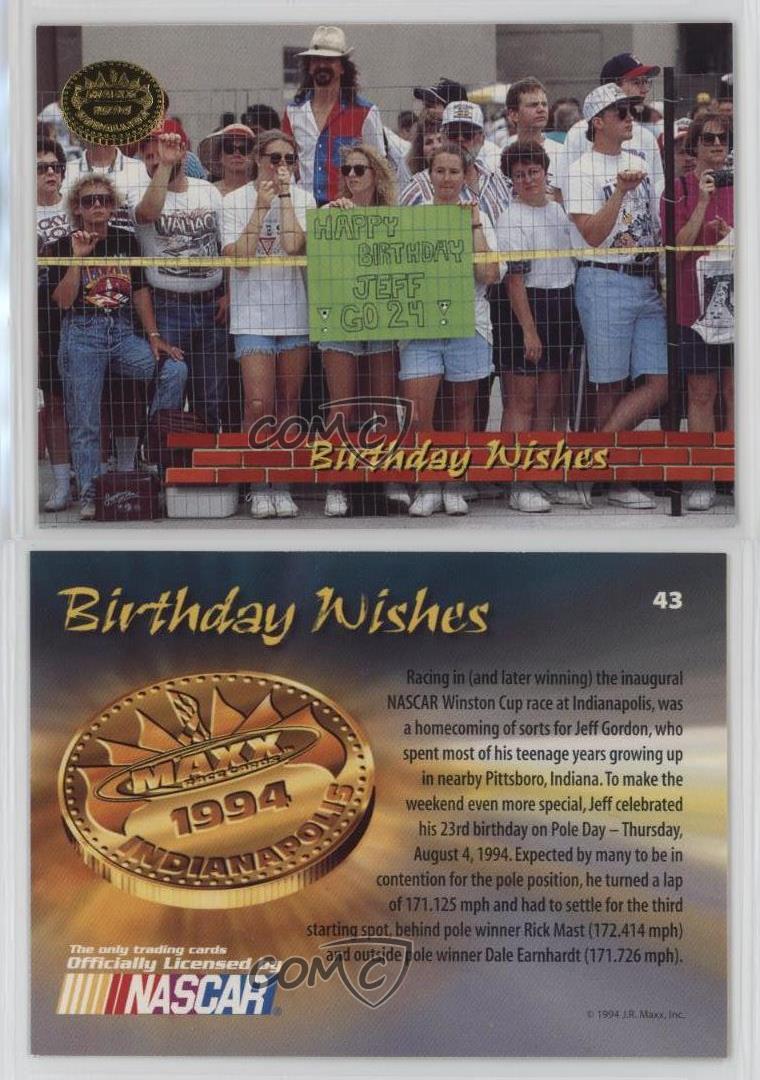 HAPPY
BIRTHDAY
JEFF
GO 24
COMC
Birthday Wishes
Birthday Wishes
43
Racing in (and later winning) the inaugural
NASCAR Winston Cup race at Indianapolis, was
a homecoming of sorts for Jeff Gordon, who
spent most of his teenage years growing up
in nearby Pittsboro, Indiana. To make the
weekend even more special, Jeff celebrated
his 23rd birthday on Pole Day – Thursday,
August 4, 1994. Expected by many to be in
contention for the pole position, he turned a lap
of 171.125 mph and had to settle for the third
starting spot, behind pole winner Rick Mast (172.414 mph)
and outside pole winner Dale Earnhardt (171.726 mph).
MAXX
RACE CARDS
1994
INDIANAPOLIS
The only trading cards
Officially Licensed by
NASCAR®
COMC
© 1994 J.R. Maxx, Inc.